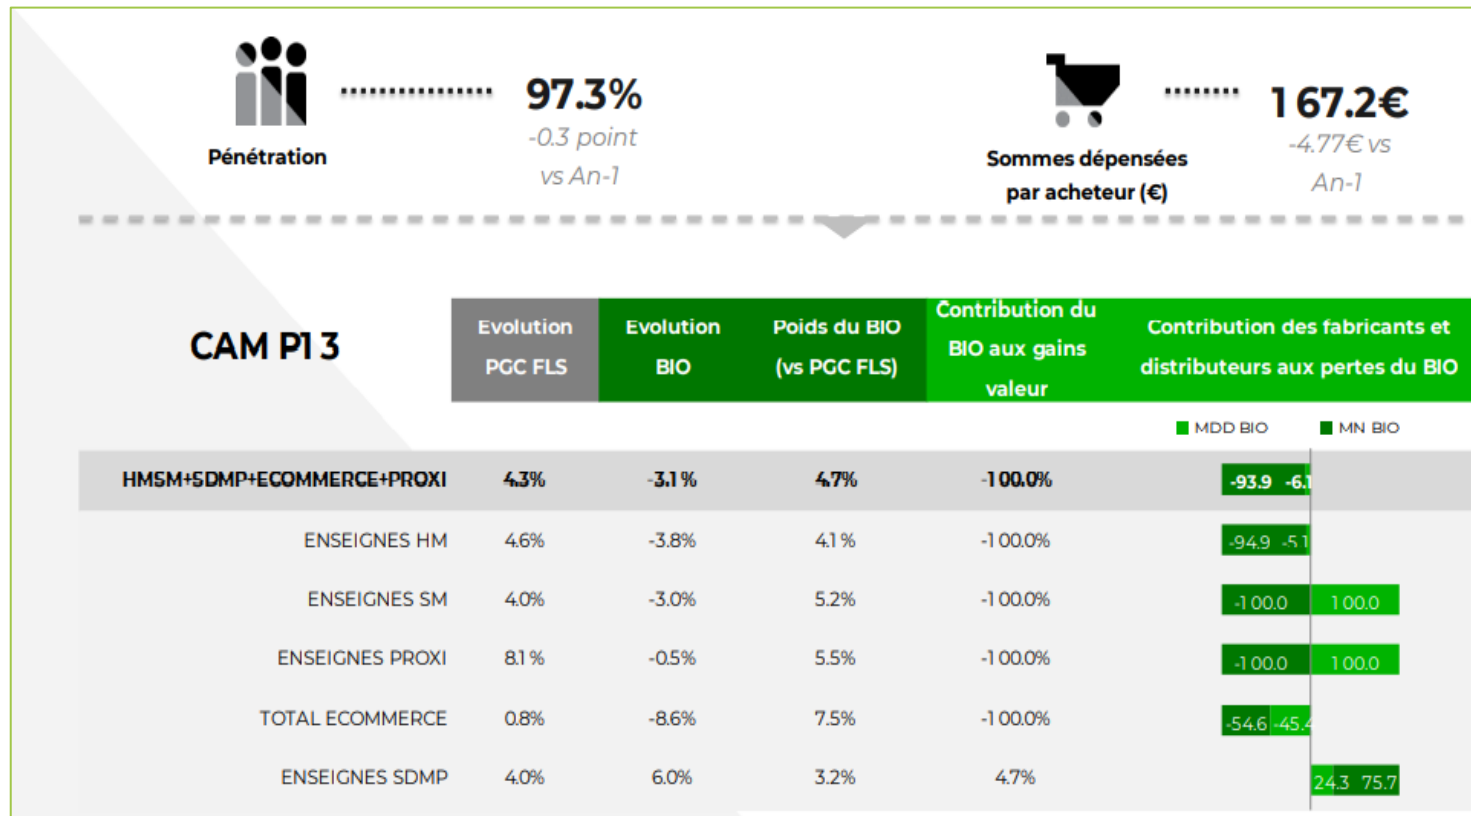 97.3%
-0.3 point
vs An-1
Pénétration
167.2€
-4.77€ vs
An-1
Sommes dépensées
par acheteur (€)
CAM P13
Evolution
PGC FLS
Evolution
BIO
Poids du BIO
(vs PGC FLS)
Contribution du
BIO aux gains
valeur
Contribution des fabricants et
distributeurs aux pertes du BIO
MDD BIO MN BIO
HMSM+SDMP+ECOMMERCE+PROXI 4.3% -3.1% 4.7% -100.0% -93.9 -6.1
ENSEIGNES HM 4.6% -3.8% 4.1% -100.0% -94.9 -5.1
ENSEIGNES SM 4.0% -3.0% 5.2% -100.0% -100.0 100.0
ENSEIGNES PROXI 8.1% -0.5% 5.5% -100.0% -100.0 100.0
TOTAL ECOMMERCE 0.8% -8.6% 7.5% -100.0% -54.6 -45.4
ENSEIGNES SDMP 4.0% 6.0% 3.2% 4.7% 24.3 75.7